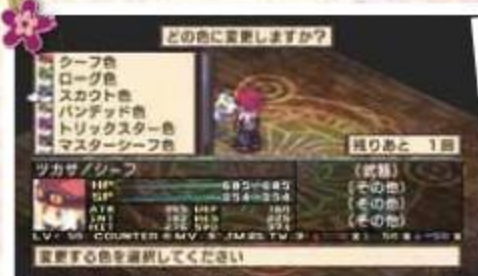 どの色に変更しますか?
シーフ色
ローグ色
スカウト色
バンデッド色
トリックスター色
マスターシーフ色
残りあと 1回
ツカサ/シーフ
(武器)
HP 605 605 (その他)
SP 254 254 (その他)
(その他)
変更する色を選択してください